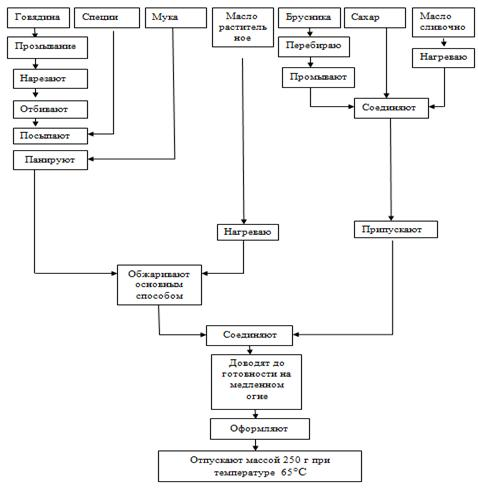 Говядина
Специи
Мука
Масло
раститель
ное
Брусника
Сахар
Масло
сливочно
Промывание
Перебираю
Нагреваю
Нарезают
Промывают
Отбивают
Соединяют
Посыпают
Панируют
Нагреваю
Припускают
Обжаривают
основным
способом
Соединяют
Доводят до
готовности на
медленном
огне
Оформляют
Отпускают массой 250 г при
температуре 65°С